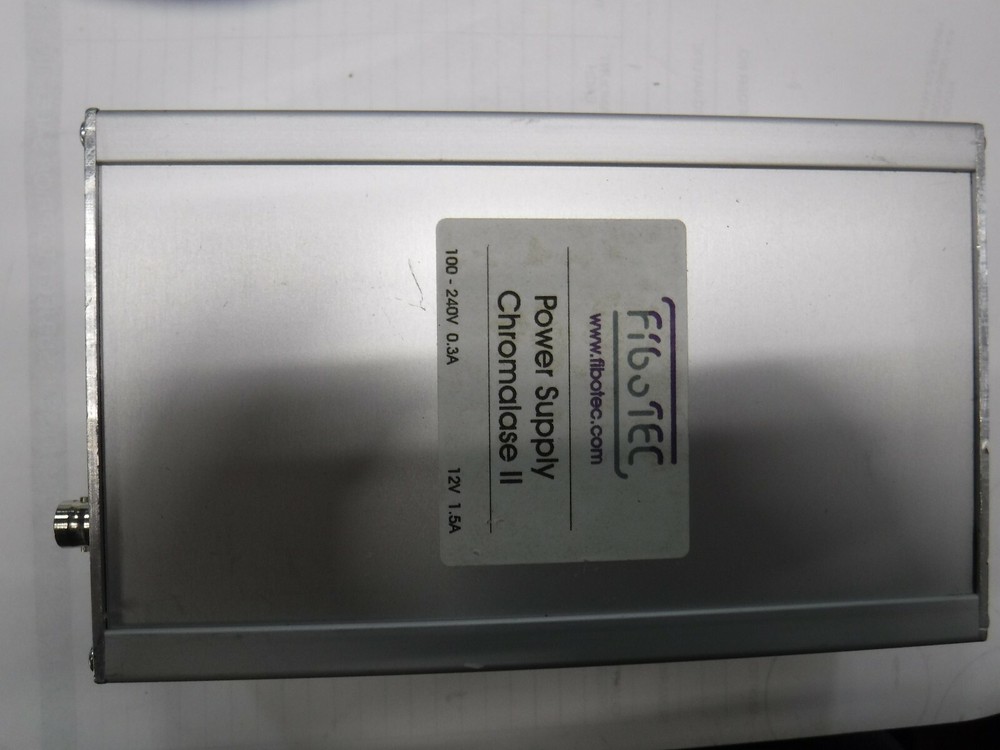 FiboTEC
www.fibotec.com
Power Supply
Chromalase II
100 - 240V 0.3A 12V 1.5A